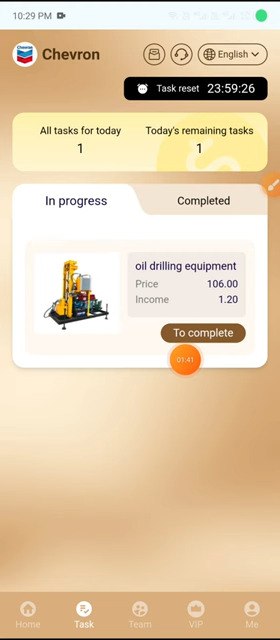 10:29 PM
Chevron
English
Task reset 23:59:26
All tasks for today
Today's remaining tasks
1
1
In progress
Completed
oil drilling equipment
Price 106.00
Income 1.20
To complete
01:41
Home
Task
Team
VIP
Me